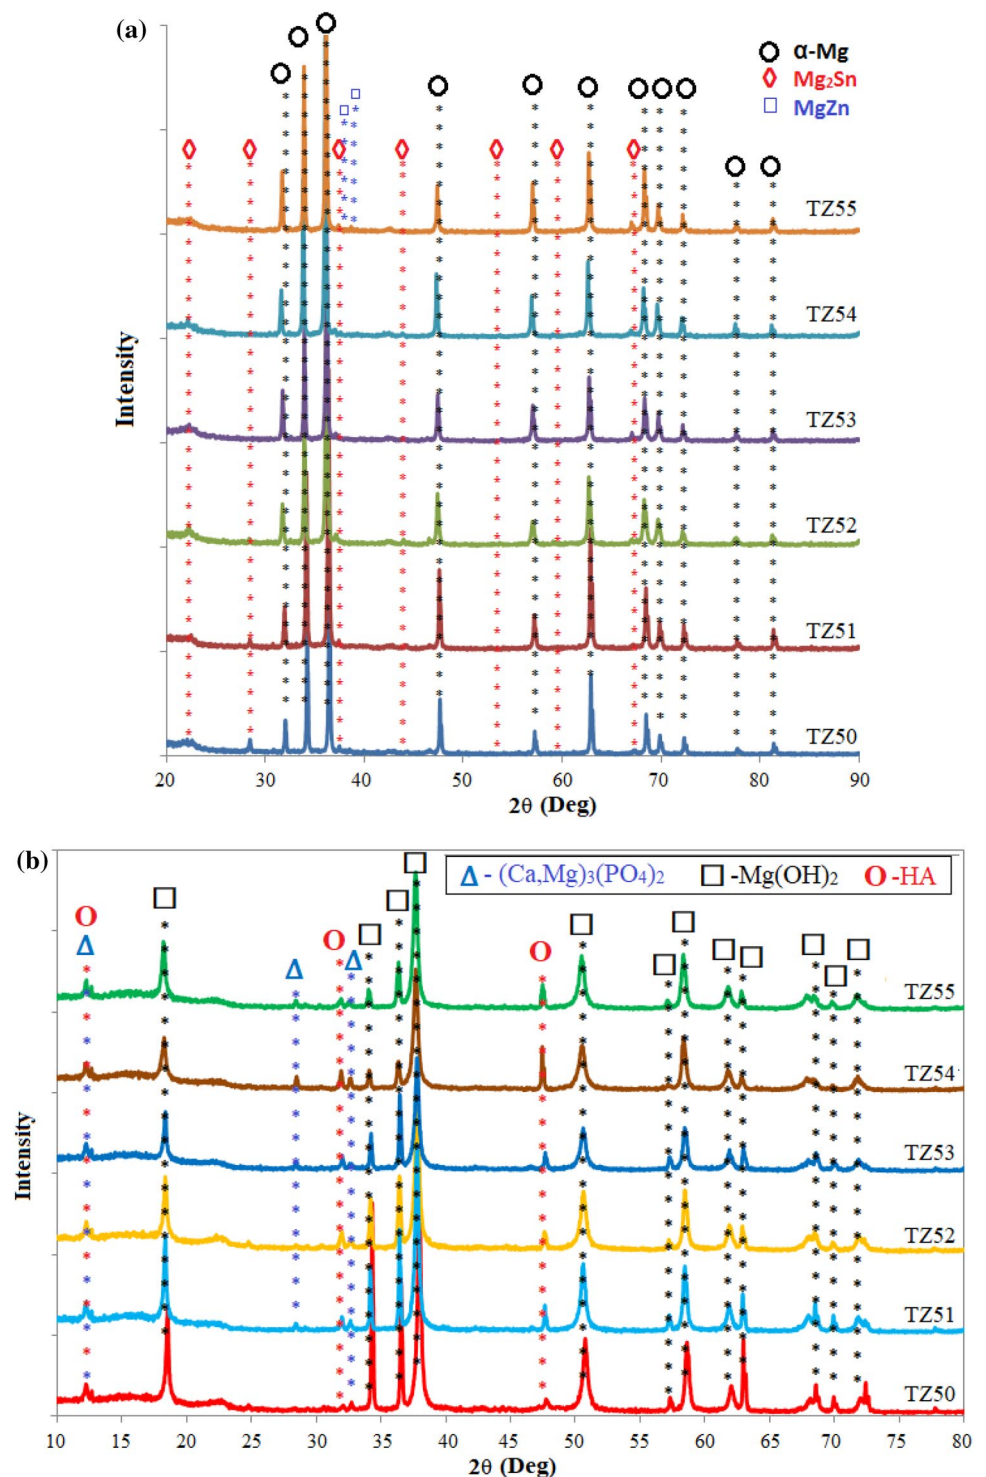 (a)
α-Mg
Mg₂Sn
MgZn
TZ55
TZ54
TZ53
TZ52
TZ51
TZ50
Intensity
20 30 40 50 60 70 80 90
2θ (Deg)
(b)
Δ - (Ca,Mg)₃(PO₄)₂ □ -Mg(OH)₂ O -HA
TZ55
TZ54
TZ53
TZ52
TZ51
TZ50
Intensity
10 15 20 25 30 35 40 45 50 55 60 65 70 75 80
2θ (Deg)